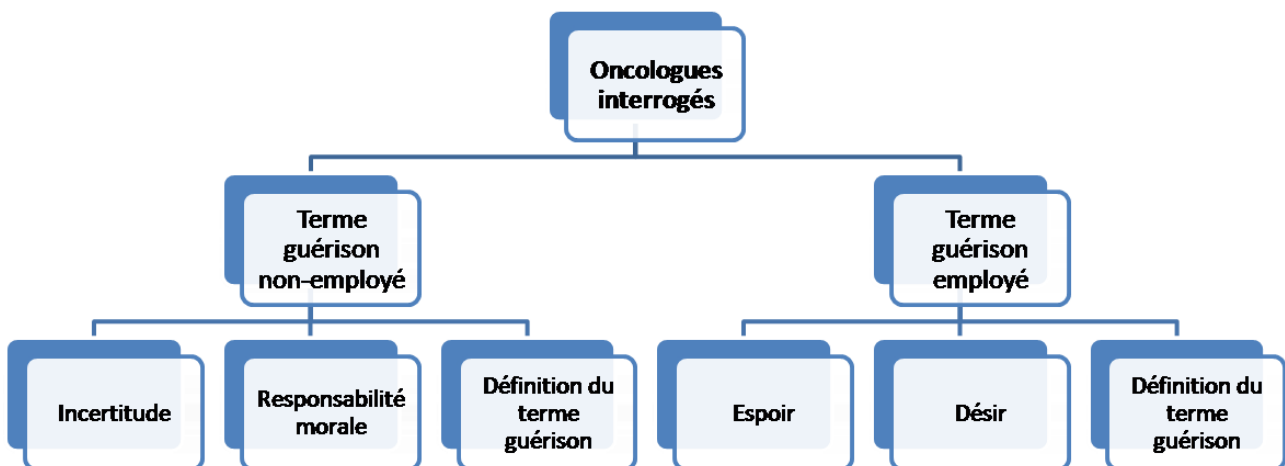 Oncologues
interrogés
Terme
guérison
non-employé
Terme
guérison
employé
Incertitude
Responsabilité
morale
Définition du
terme
guérison
Espoir
Désir
Définition du
terme
guérison